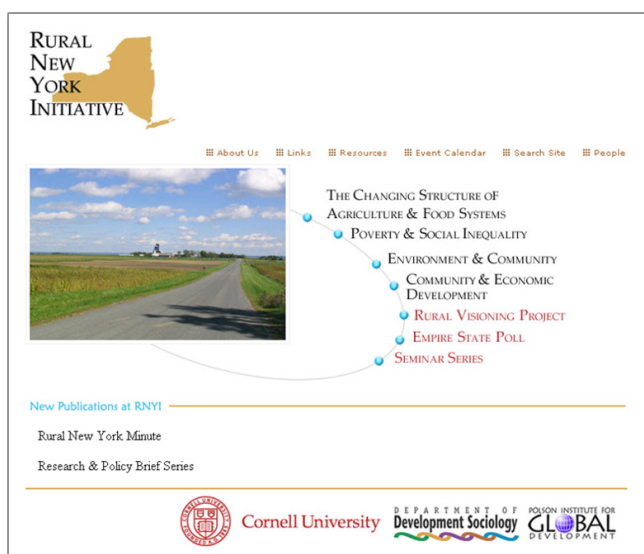 RURAL
NEW
YORK
INITIATIVE
About Us Links Resources Event Calendar Search Site People
THE CHANGING STRUCTURE OF
AGRICULTURE & FOOD SYSTEMS
POVERTY & SOCIAL INEQUALITY
ENVIRONMENT & COMMUNITY
COMMUNITY & ECONOMIC
DEVELOPMENT
RURAL VISIONING PROJECT
EMPIRE STATE POLL
SEMINAR SERIES
New Publications at RNYI
Rural New York Minute
Research & Policy Brief Series
Cornell University
DEPARTMENT OF
Development Sociology
POLSON INSTITUTE FOR
GLOBAL
DEVELOPMENT